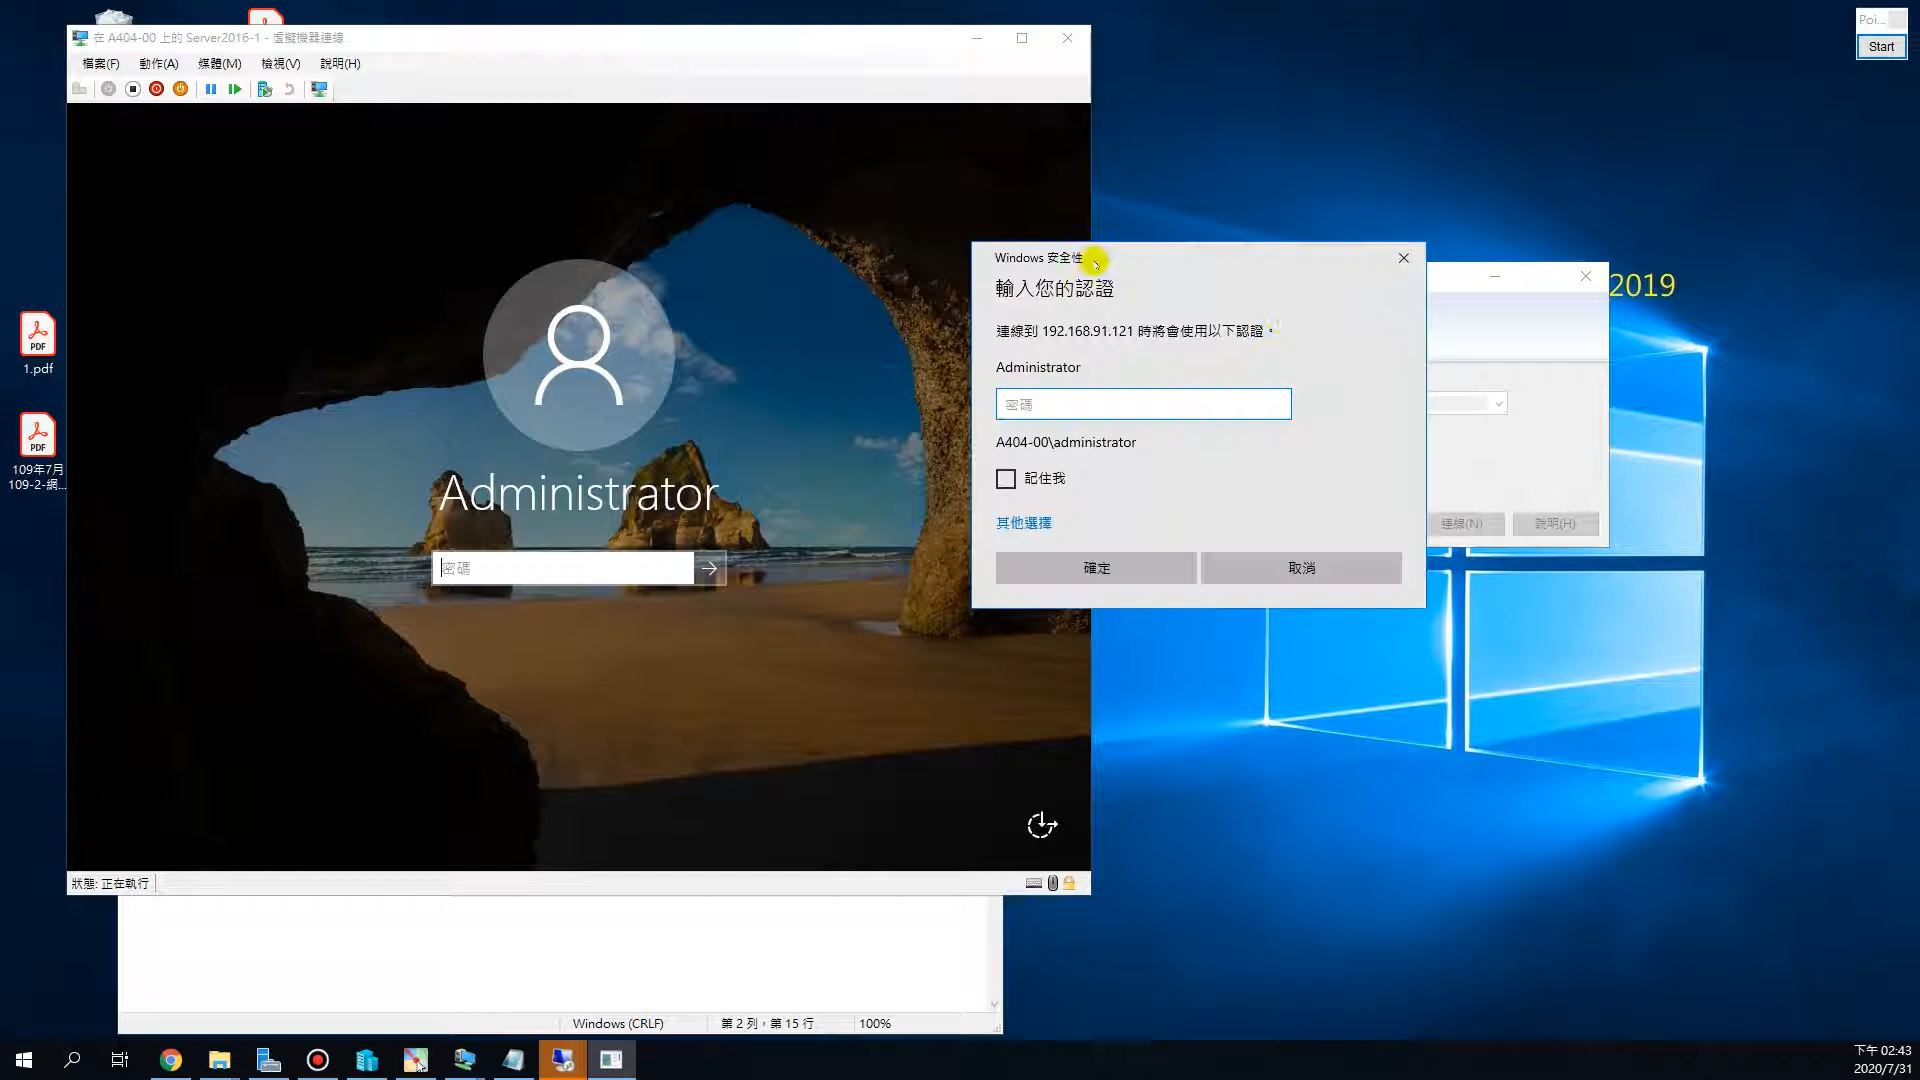 在 A404-00 上的 Server2016-1 - 虛擬機器連線
檔案(F) 動作(A) 媒體(M) 檢視(V) 說明(H)
Poi...
Start
PDF
1.pdf
PDF
109年7月
109-2-網...
Administrator
密碼
狀態: 正在執行
Windows 安全性
輸入您的認證
連線到 192.168.91.121 時將會使用以下認證。
Administrator
密碼
A404-00\administrator
記住我
其他選擇
確定
取消
2019
連線(N)
說明(H)
Windows (CRLF)
第 2 列，第 15 行
100%
下午 02:43
2020/7/31